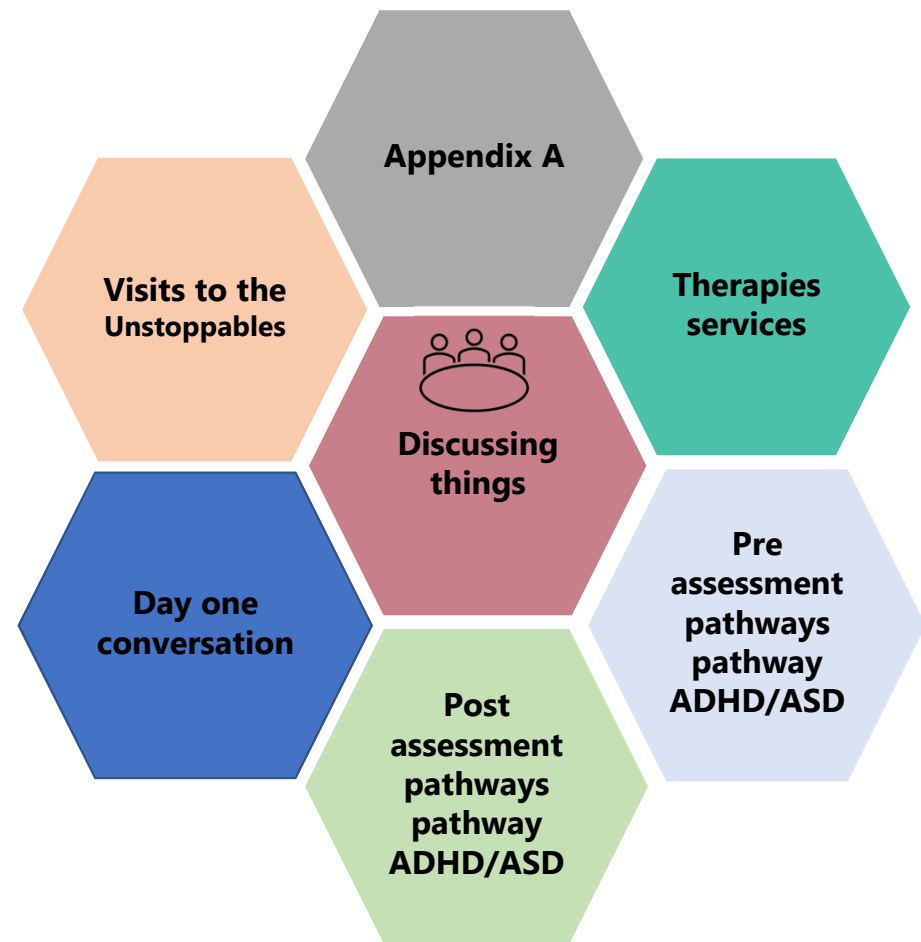 Appendix A
Visits to the
Unstoppables
Therapies
services
Discussing
things
Day one
conversation
Pre
assessment
pathways
pathway
ADHD/ASD
Post
assessment
pathways
pathway
ADHD/ASD